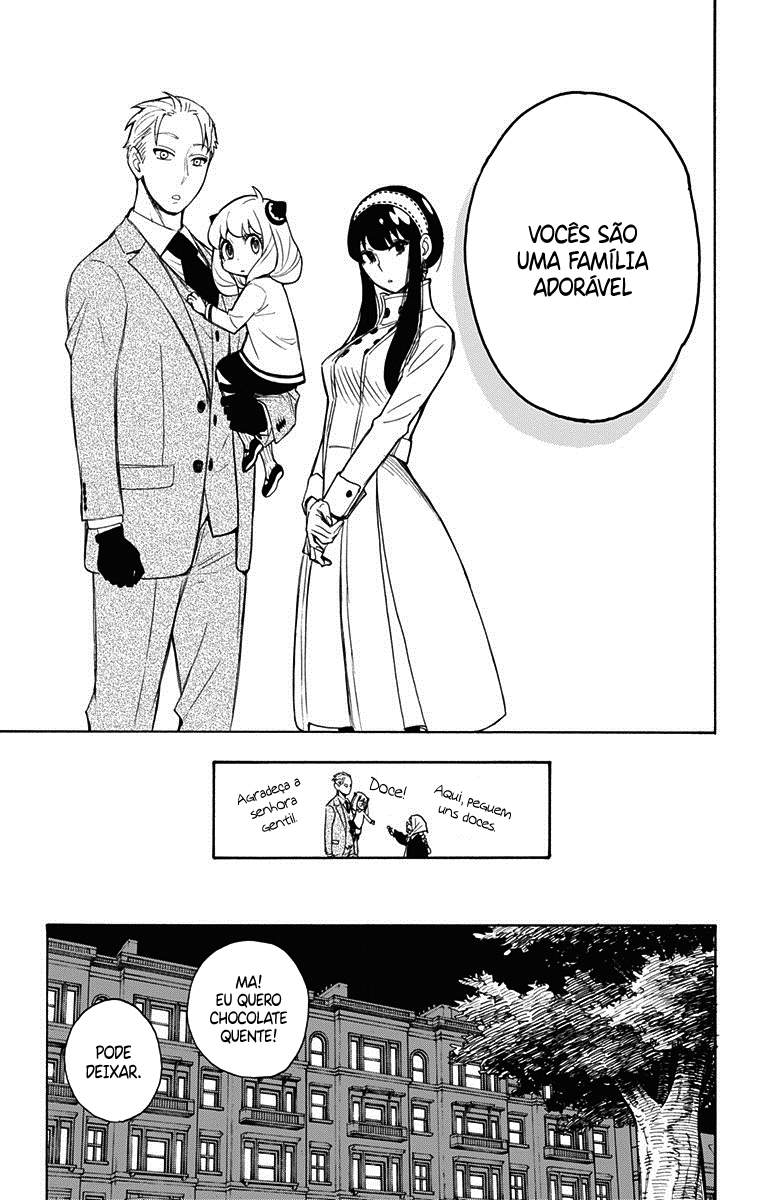 VOCÊS SÃO
UMA FAMÍLIA
ADORÁVEL
Aqui, peguem
uns doces.
Doce!
Agradeça a
senhora
gentil.
MA!
EU QUERO
CHOCOLATE
QUENTE!
PODE
DEIXAR.